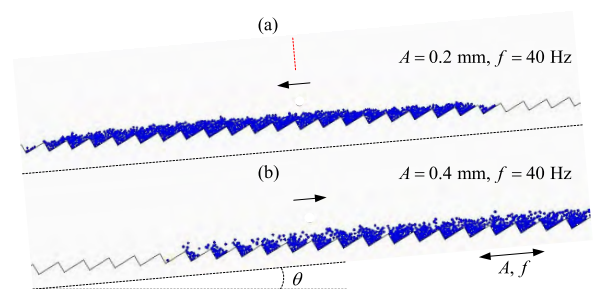 (a)
A = 0.2 mm, f = 40 Hz
(b)
A = 0.4 mm, f = 40 Hz
θ
A, f